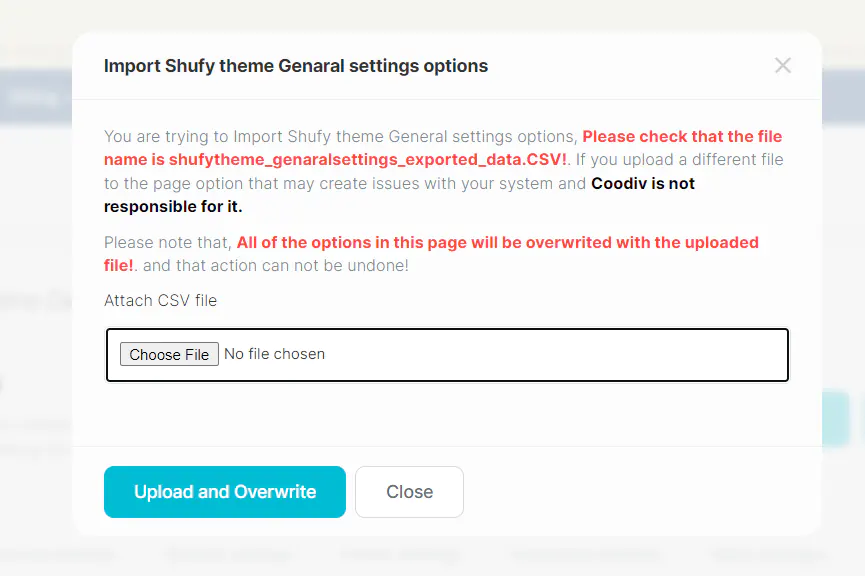 Import Shufy theme Genaral settings options
You are trying to Import Shufy theme General settings options, Please check that the file
name is shufytheme_genaralsettings_exported_data.CSV!. If you upload a different file
to the page option that may create issues with your system and Coodiv is not
responsible for it.
Please note that, All of the options in this page will be overwrited with the uploaded
file!. and that action can not be undone!
Attach CSV file
Choose File No file chosen
Upload and Overwrite
Close